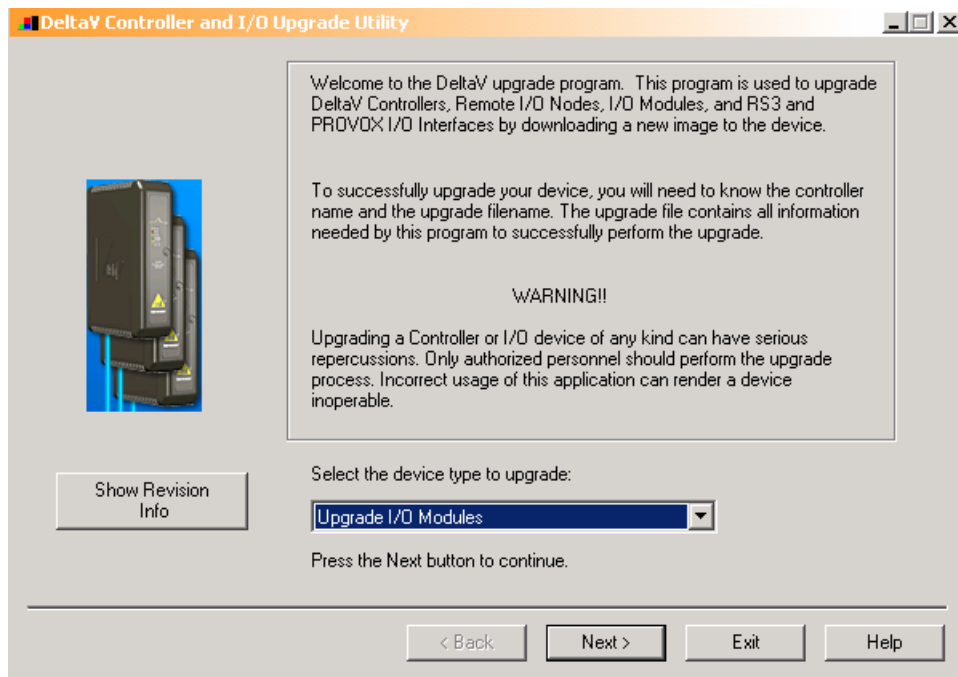 DeltaV Controller and I/O Upgrade Utility
Welcome to the DeltaV upgrade program. This program is used to upgrade
DeltaV Controllers, Remote I/O Nodes, I/O Modules, and RS3 and
PROVOX I/O Interfaces by downloading a new image to the device.
To successfully upgrade your device, you will need to know the controller
name and the upgrade filename. The upgrade file contains all information
needed by this program to successfully perform the upgrade.
WARNING!!
Upgrading a Controller or I/O device of any kind can have serious
repercussions. Only authorized personnel should perform the upgrade
process. Incorrect usage of this application can render a device
inoperable.
Show Revision
Info
Select the device type to upgrade:
Upgrade I/O Modules
Press the Next button to continue.
< Back
Next >
Exit
Help